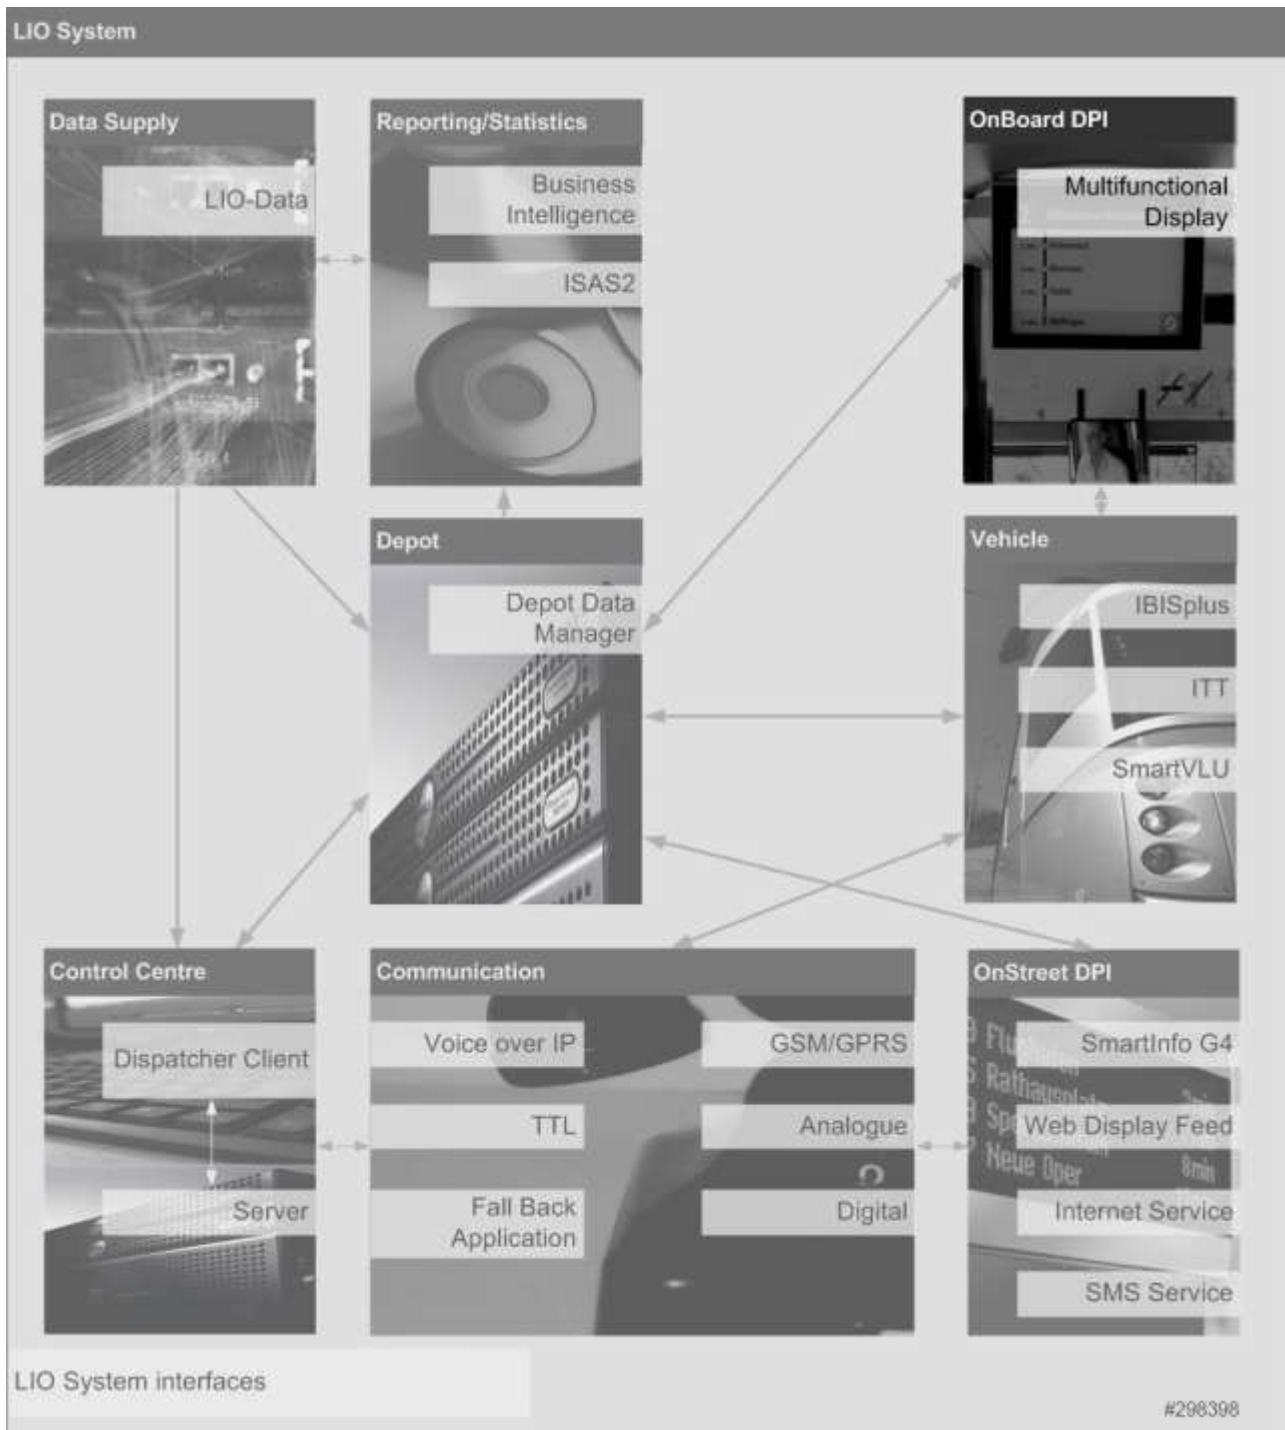 LIO System
Data Supply
LIO-Data
Reporting/Statistics
Business
Intelligence
ISAS2
OnBoard DPI
Multifunctional
Display
Depot
Depot Data
Manager
Vehicle
IBISplus
ITT
SmartVLU
Control Centre
Dispatcher Client
Server
Communication
Voice over IP
GSM/GPRS
TTL
Analogue
Fall Back
Application
Digital
OnStreet DPI
SmartInfo G4
Web Display Feed
Neue Oper
8min
Internet Service
SMS Service
LIO System interfaces
#298398